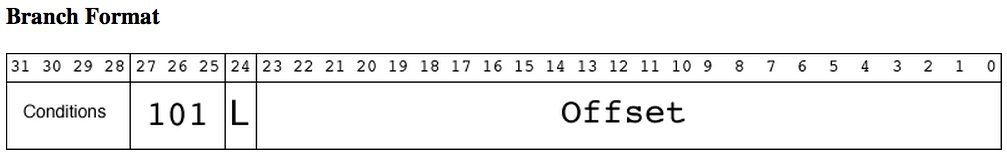 Branch Format
31 30 29 28 27 26 25 24 23 22 21 20 19 18 17 16 15 14 13 12 11 10 9 8 7 6 5 4 3 2 1 0
Conditions 101 L Offset